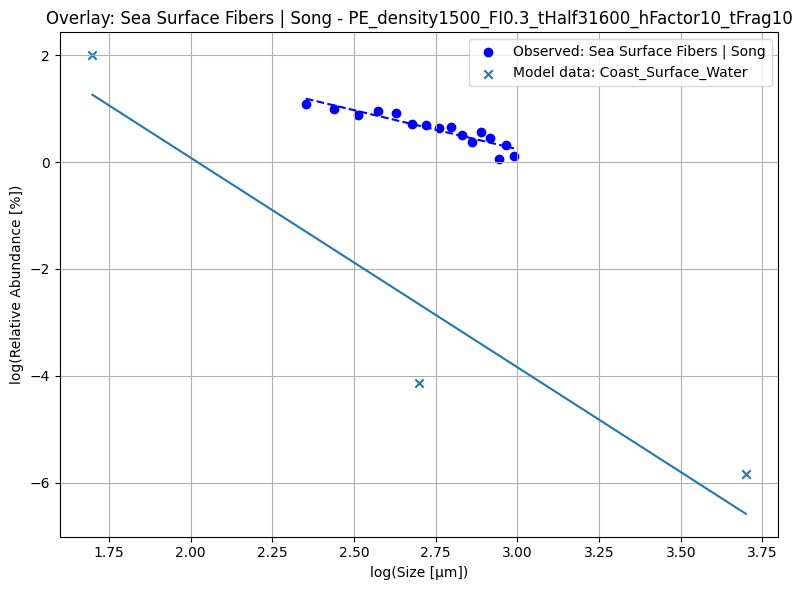 Overlay: Sea Surface Fibers | Song - PE_density1500_FI0.3_tHalf31600_hFactor10_tFrag10
Observed: Sea Surface Fibers | Song
Model data: Coast_Surface_Water
log(Relative Abundance [%])
2
0
−2
−4
−6
1.75
2.00
2.25
2.50
2.75
3.00
3.25
3.50
3.75
log(Size [µm])